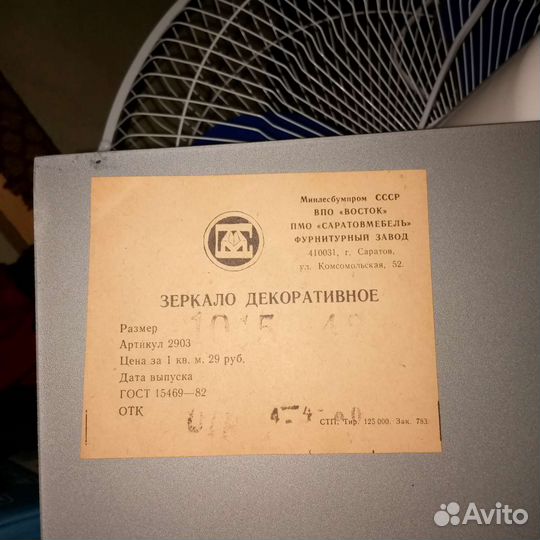 Минлесбумпром СССР
ВПО «ВОСТОК»
ПМО «САРАТОВМЕБЕЛЬ»
ФУРНИТУРНЫЙ ЗАВОД
410031, г. Саратов,
ул. Комсомольская, 52.
ЗЕРКАЛО ДЕКОРАТИВНОЕ
Размер
Артикул 2903
Цена за 1 кв. м. 29 руб.
Дата выпуска
ГОСТ 15469—82
ОТК
СТП. Тир. 125 000. Зак. 783.
Avito